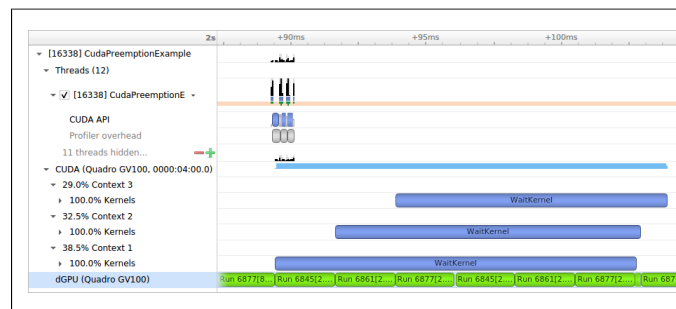 2s +90ms +95ms +100ms
[16338] CudaPreemptionExample
Threads (12)
[16338] CudaPreemptionE
CUDA API
Profiler overhead
11 threads hidden...
CUDA (Quadro GV100, 0000:04:00.0)
29.0% Context 3
100.0% Kernels WaitKernel
32.5% Context 2
100.0% Kernels WaitKernel
38.5% Context 1
100.0% Kernels WaitKernel
dGPU (Quadro GV100) Run 6877[8... Run 6845[2.... Run 6861[2.... Run 6877[2.... Run 6845[2.... Run 6861[2.... Run 6877[2.... Run 687